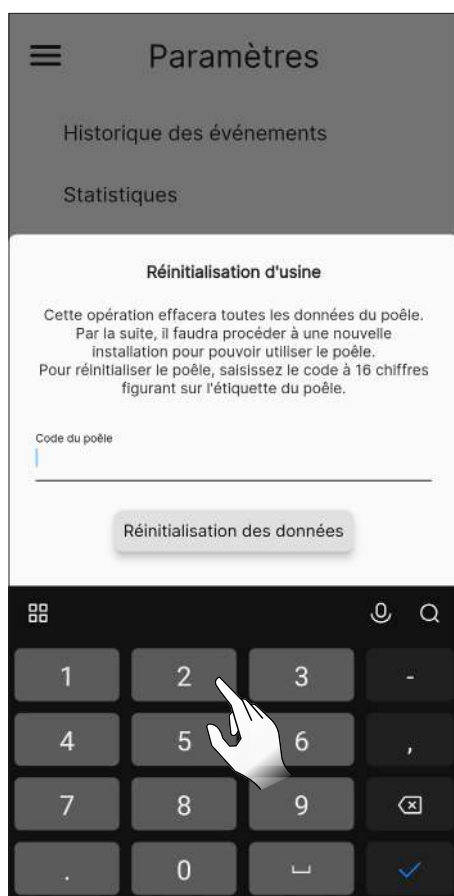 Paramètres
Historique des événements
Statistiques
Réinitialisation d'usine
Cette opération effacera toutes les données du poêle.
Par la suite, il faudra procéder à une nouvelle
installation pour pouvoir utiliser le poêle.
Pour réinitialiser le poêle, saisissez le code à 16 chiffres
figurant sur l'étiquette du poêle.
Code du poêle
Réinitialisation des données
1 2 3 -
4 5 6 ,
7 8 9
. 0